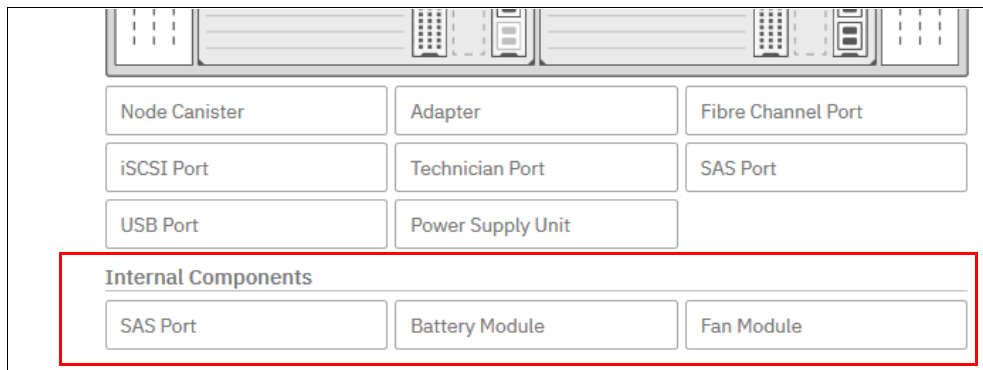 Node Canister Adapter Fibre Channel Port
iSCSI Port Technician Port SAS Port
USB Port Power Supply Unit
Internal Components
SAS Port Battery Module Fan Module